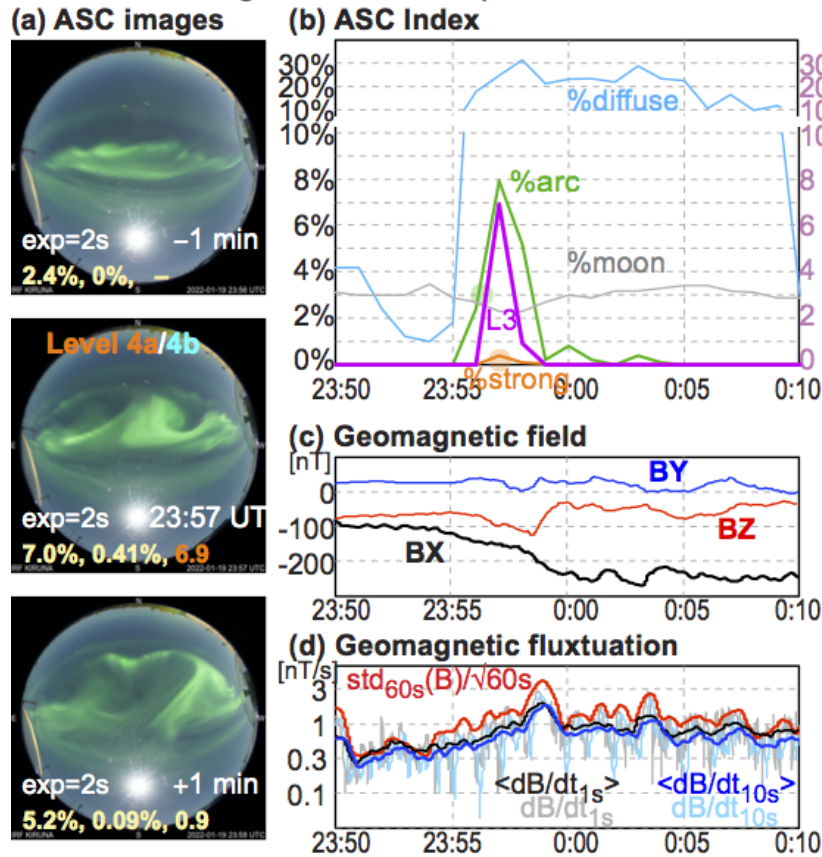 (a) ASC images
exp=2s -1 min
2.4%, 0%, -
2022-01-19 23:56 UTC
Level 4a/4b
exp=2s 23:57 UT
7.0%, 0.41%, 6.9
IRF KIRUNA 2022-01-19 23:57 UTC
exp=2s +1 min
5.2%, 0.09%, 0.9
IRF KIRUNA 2022-01-19 23:58 UTC
(b) ASC Index
30%
20%
10%
%diffuse
10%
8%
%arc
8
6%
6
4%
%moon
4
2%
L3
2
0%
0
%strong
23:50 23:55 0:00 0:05 0:10
(c) Geomagnetic field
[nT]
0
BY
-100
BZ
-200
BX
23:50 23:55 0:00 0:05 0:10
(d) Geomagnetic fluxtuation
[nT/s]
3
std60s(B)/√60s
1
0.3
<dB/dt1s> <dB/dt10s>
0.1
dB/dt1s dB/dt10s
23:50 23:55 0:00 0:05 0:10